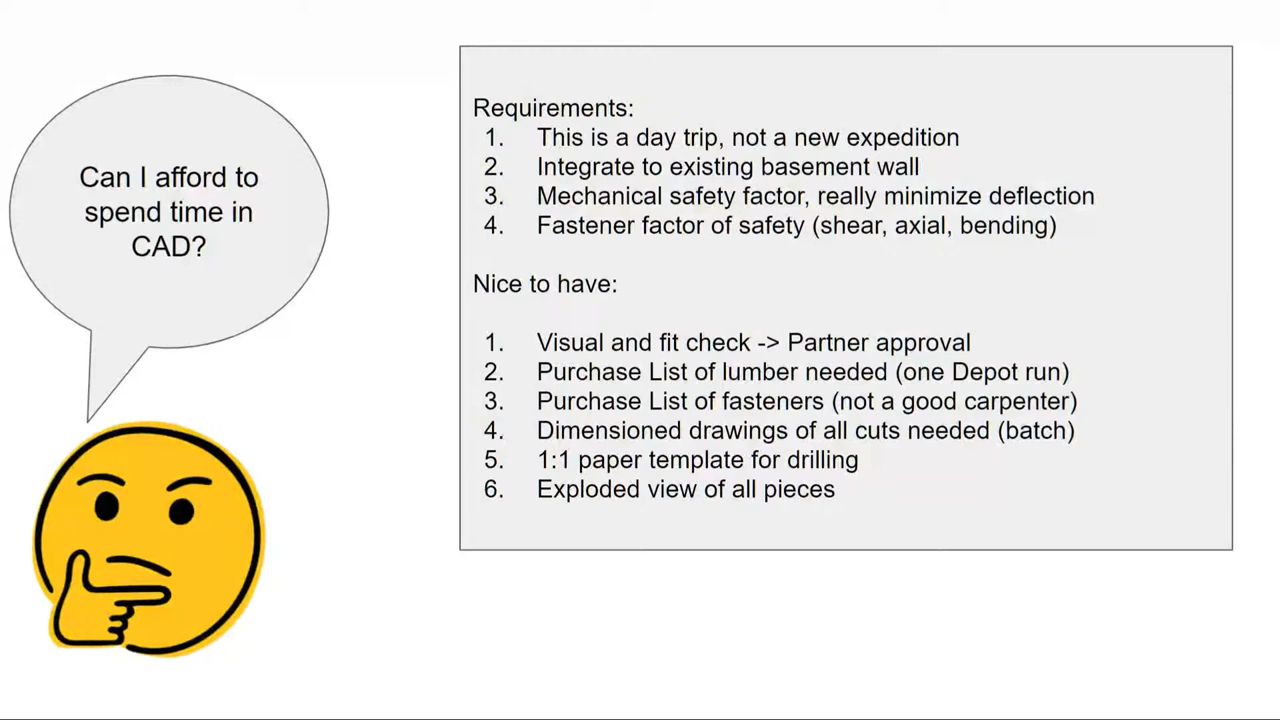 Can I afford to
spend time in
CAD?
Requirements:
1. This is a day trip, not a new expedition
2. Integrate to existing basement wall
3. Mechanical safety factor, really minimize deflection
4. Fastener factor of safety (shear, axial, bending)
Nice to have:
1. Visual and fit check -> Partner approval
2. Purchase List of lumber needed (one Depot run)
3. Purchase List of fasteners (not a good carpenter)
4. Dimensioned drawings of all cuts needed (batch)
5. 1:1 paper template for drilling
6. Exploded view of all pieces